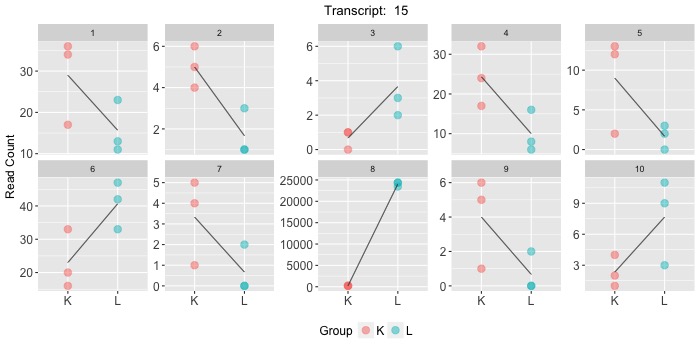 Transcript: 15
1 2 3 4 5
30 20 10
6 4 2
6 4 2 0
30 20 10
10 5 0
Read Count
6 7 8 9 10
40 30 20
5 4 3 2 1 0
25000 20000 15000 10000 5000 0
6 4 2 0
9 6 3
K L K L K L K L K L
Group K L